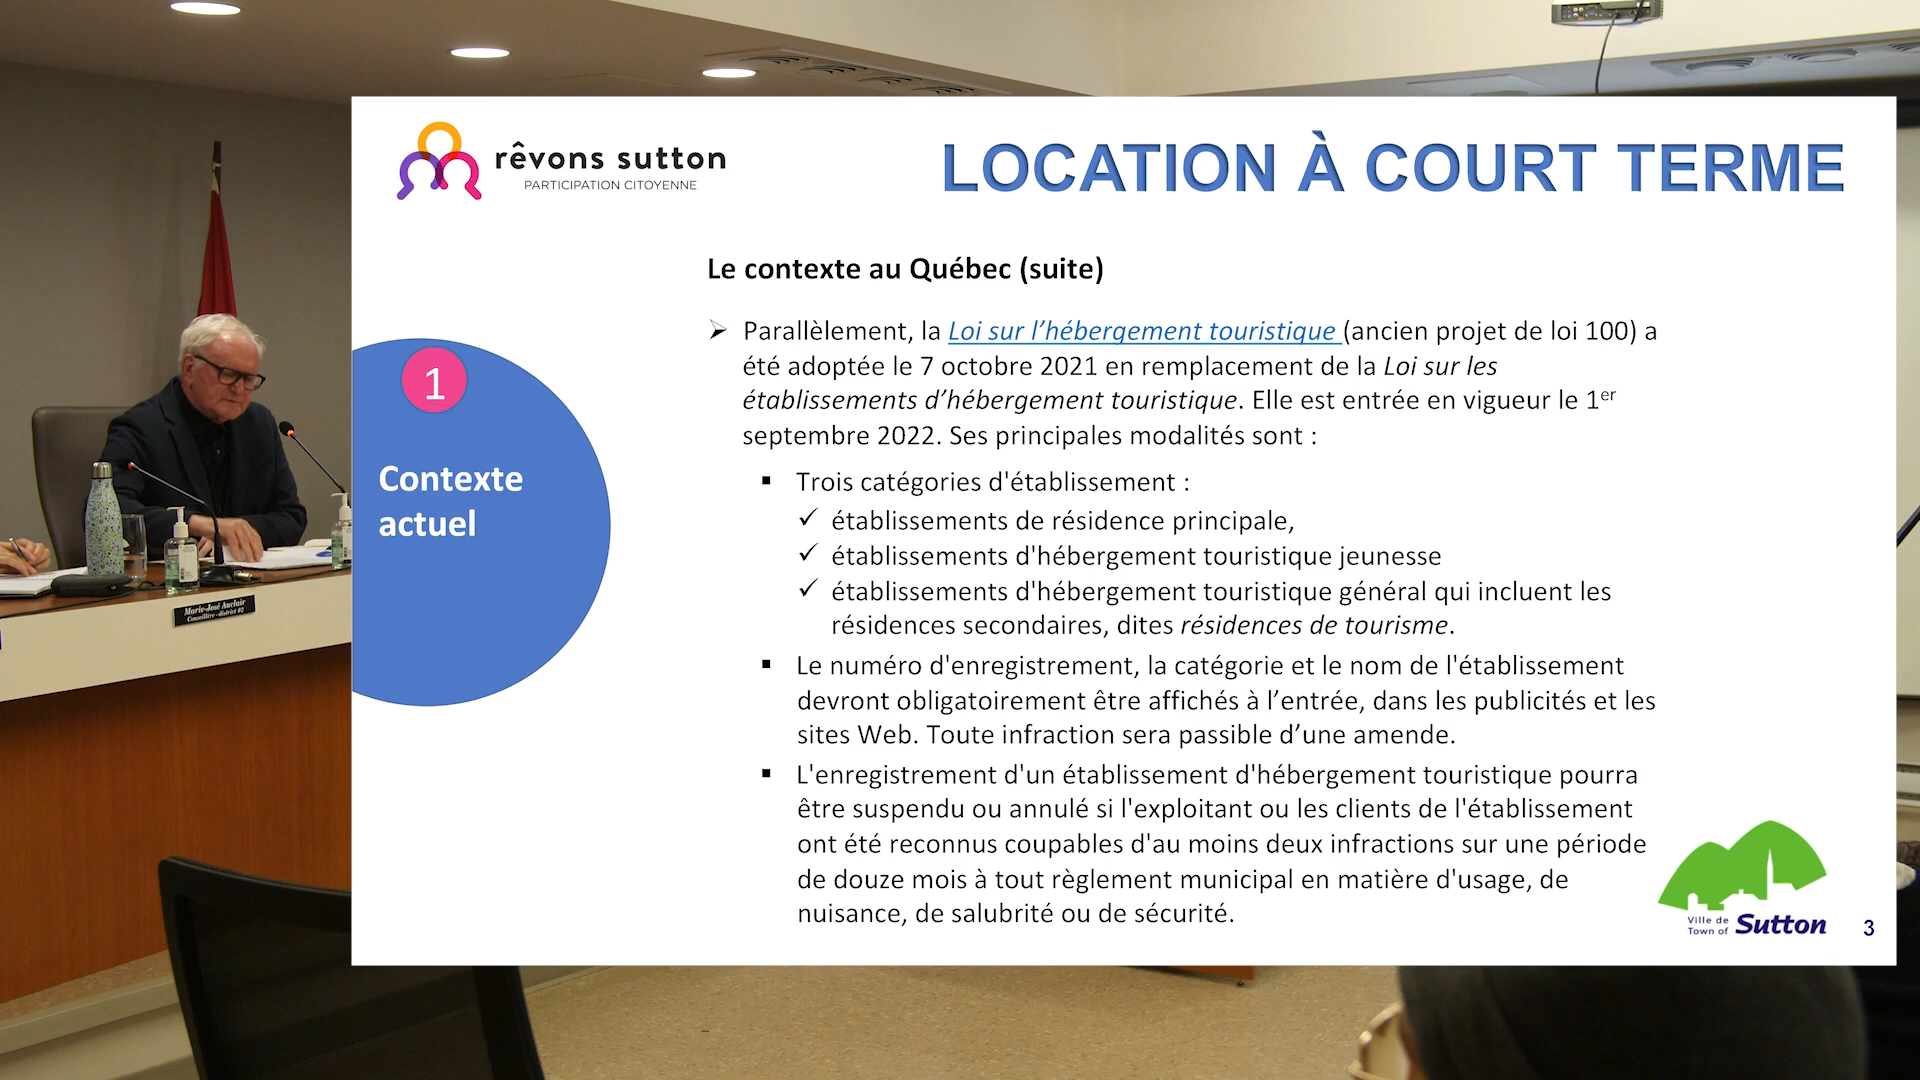 rêvons sutton
PARTICIPATION CITOYENNE
LOCATION À COURT TERME
Le contexte au Québec (suite)
Parallèlement, la Loi sur l’hébergement touristique (ancien projet de loi 100) a
été adoptée le 7 octobre 2021 en remplacement de la Loi sur les
établissements d’hébergement touristique. Elle est entrée en vigueur le 1er
septembre 2022. Ses principales modalités sont :
1
Contexte
actuel
Trois catégories d'établissement :
établissements de résidence principale,
établissements d'hébergement touristique jeunesse
établissements d'hébergement touristique général qui incluent les
résidences secondaires, dites résidences de tourisme.
Le numéro d'enregistrement, la catégorie et le nom de l'établissement
devront obligatoirement être affichés à l’entrée, dans les publicités et les
sites Web. Toute infraction sera passible d’une amende.
L'enregistrement d'un établissement d'hébergement touristique pourra
être suspendu ou annulé si l'exploitant ou les clients de l'établissement
ont été reconnus coupables d'au moins deux infractions sur une période
de douze mois à tout règlement municipal en matière d'usage, de
nuisance, de salubrité ou de sécurité.
Marie-José Auclair
Conseillère - district #2
Ville de
Town of Sutton
3